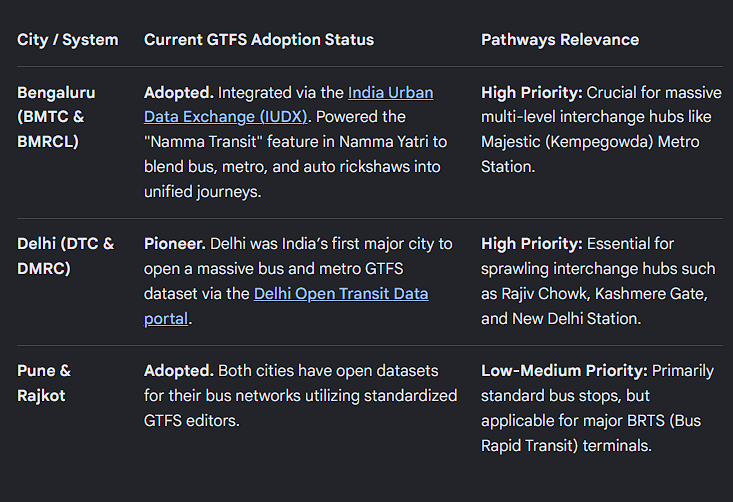 City / System Current GTFS Adoption Status Pathways Relevance
Bengaluru
(BMTC &
BMRCL)
Adopted. Integrated via the India Urban
Data Exchange (IUDX). Powered the
"Namma Transit" feature in Namma Yatri to
blend bus, metro, and auto rickshaws into
unified journeys.
High Priority: Crucial for massive
multi-level interchange hubs like
Majestic (Kempegowda) Metro
Station.
Delhi (DTC &
DMRC)
Pioneer. Delhi was India's first major city to
open a massive bus and metro GTFS
dataset via the Delhi Open Transit Data
portal.
High Priority: Essential for
sprawling interchange hubs such
as Rajiv Chowk, Kashmere Gate,
and New Delhi Station.
Pune &
Rajkot
Adopted. Both cities have open datasets
for their bus networks utilizing standardized
GTFS editors.
Low-Medium Priority: Primarily
standard bus stops, but
applicable for major BRTS (Bus
Rapid Transit) terminals.